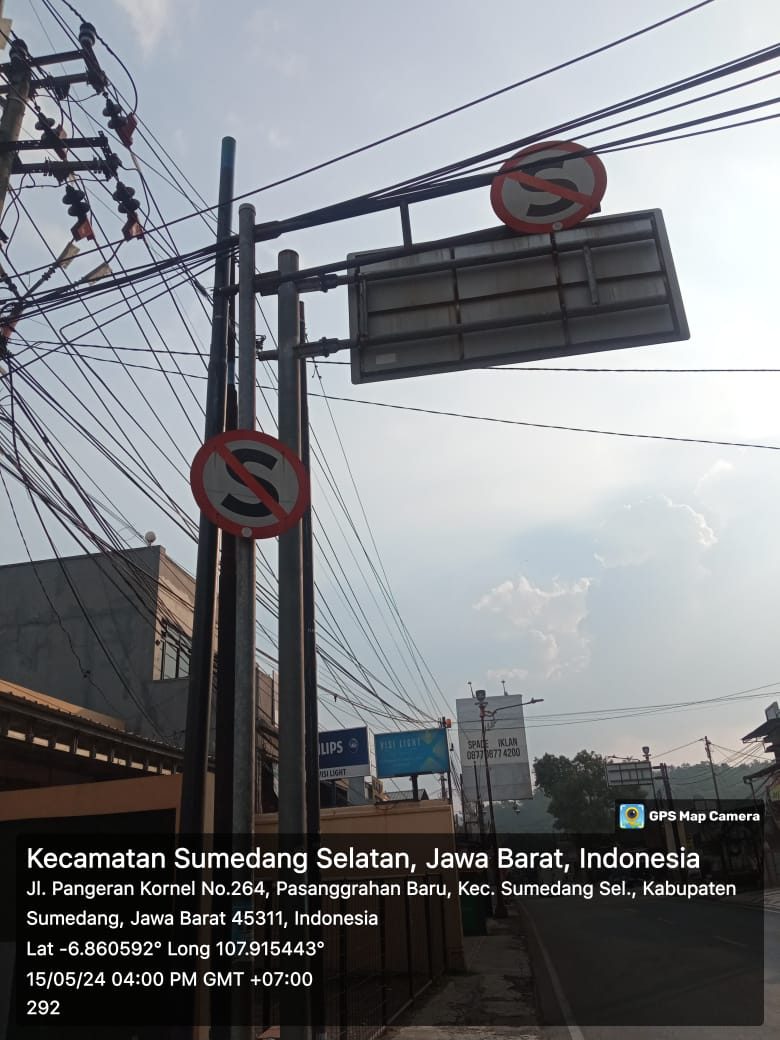 S
S
LIPS
VISI LIGHT
VISI LIGHT
SPACE IKLAN
GPS Map Camera
Kecamatan Sumedang Selatan, Jawa Barat, Indonesia
Jl. Pangeran Kornel No.264, Pasanggrahan Baru, Kec. Sumedang Sel., Kabupaten
Sumedang, Jawa Barat 45311, Indonesia
Lat -6.860592° Long 107.915443°
15/05/24 04:00 PM GMT +07:00
292